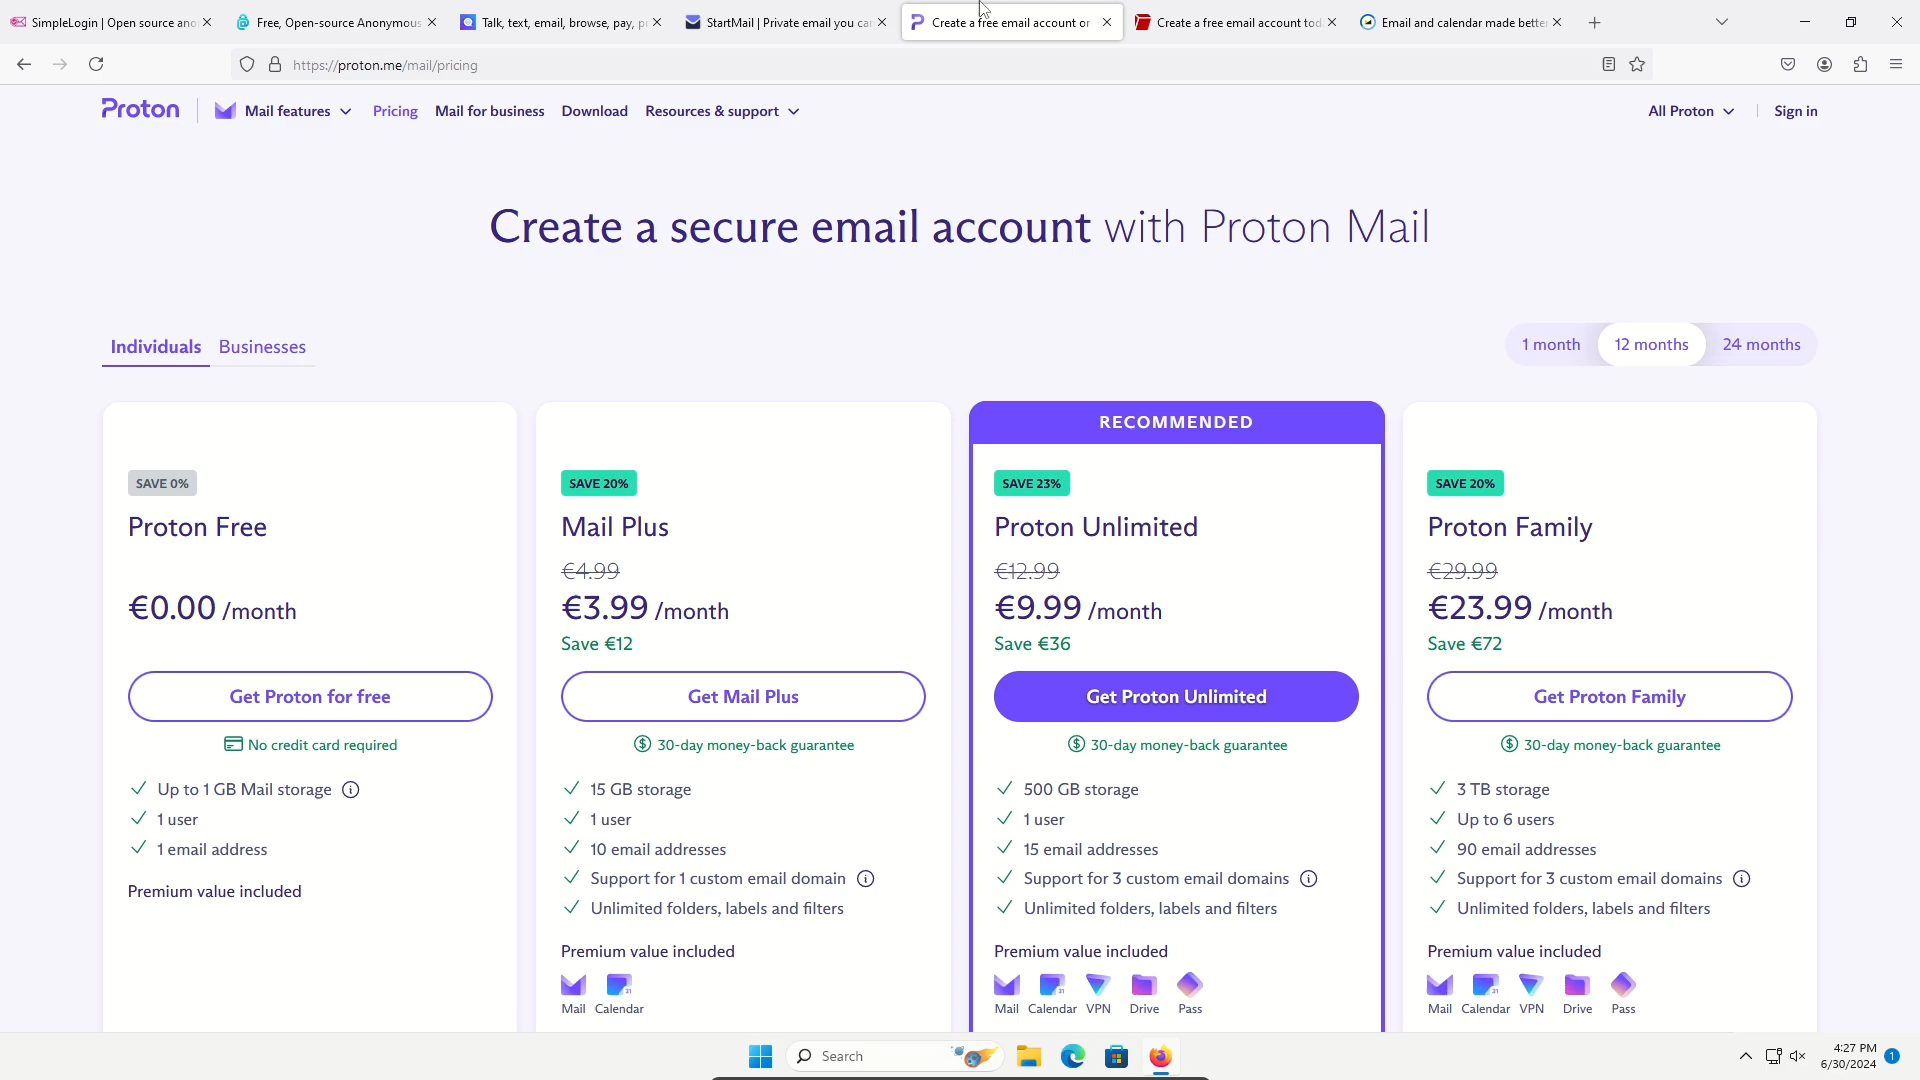 SimpleLogin | Open source ano
Free, Open-source Anonymous
Talk, text, email, browse, pay, p
StartMail | Private email you can
Create a free email account or
Create a free email account tod
Email and calendar made better
https://proton.me/mail/pricing
Proton
Mail features
Pricing
Mail for business
Download
Resources & support
All Proton
Sign in
Create a secure email account with Proton Mail
Individuals
Businesses
1 month
12 months
24 months
SAVE 0%
Proton Free
€0.00 /month
Get Proton for free
No credit card required
Up to 1 GB Mail storage
1 user
1 email address
Premium value included
SAVE 20%
Mail Plus
€4.99
€3.99 /month
Save €12
Get Mail Plus
30-day money-back guarantee
15 GB storage
1 user
10 email addresses
Support for 1 custom email domain
Unlimited folders, labels and filters
Premium value included
Mail
Calendar
RECOMMENDED
SAVE 23%
Proton Unlimited
€12.99
€9.99 /month
Save €36
Get Proton Unlimited
30-day money-back guarantee
500 GB storage
1 user
15 email addresses
Support for 3 custom email domains
Unlimited folders, labels and filters
Premium value included
Mail
Calendar
VPN
Drive
Pass
SAVE 20%
Proton Family
€29.99
€23.99 /month
Save €72
Get Proton Family
30-day money-back guarantee
3 TB storage
Up to 6 users
90 email addresses
Support for 3 custom email domains
Unlimited folders, labels and filters
Premium value included
Mail
Calendar
VPN
Drive
Pass
Search
4:27 PM
6/30/2024
1